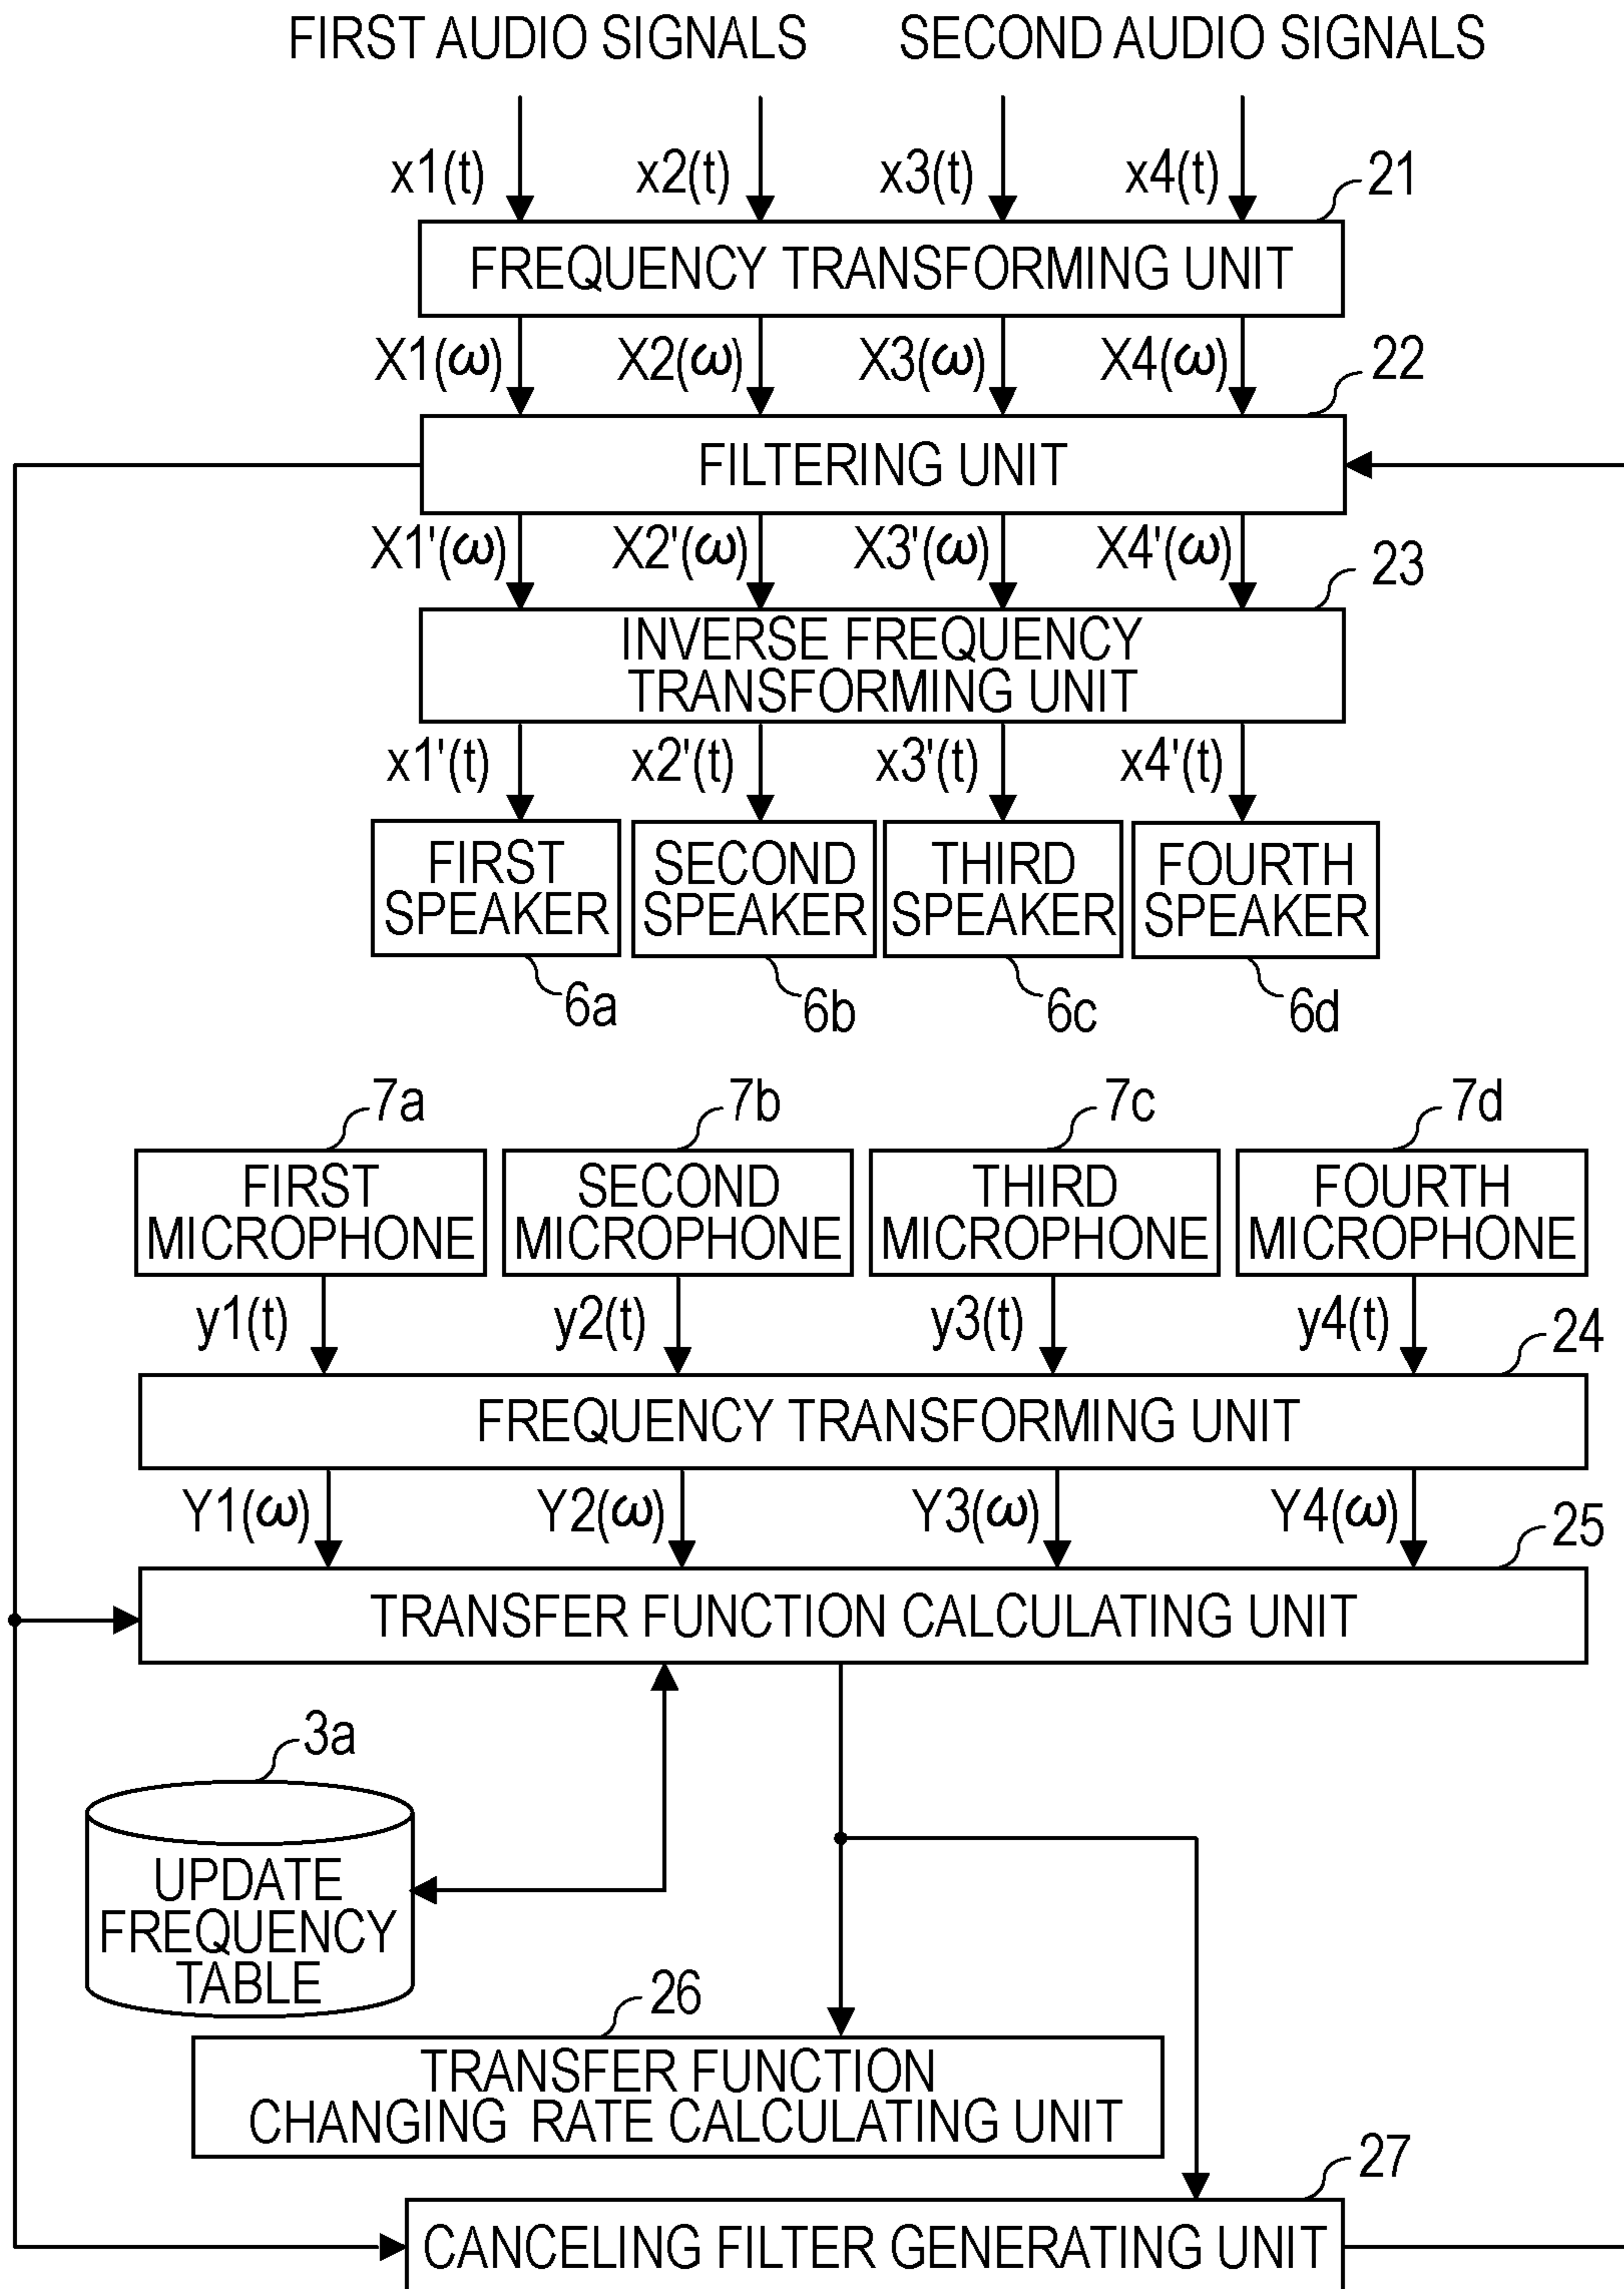 FIRST AUDIO SIGNALS SECOND AUDIO SIGNALS
x1(t) x2(t) x3(t) x4(t) 21
FREQUENCY TRANSFORMING UNIT
X1(ω) X2(ω) X3(ω) X4(ω) 22
FILTERING UNIT
X1'(ω) X2'(ω) X3'(ω) X4'(ω) 23
INVERSE FREQUENCY
TRANSFORMING UNIT
x1'(t) x2'(t) x3'(t) x4'(t)
FIRST
SPEAKER
SECOND
SPEAKER
THIRD
SPEAKER
FOURTH
SPEAKER
6a 6b 6c 6d
7a 7b 7c 7d
FIRST
MICROPHONE
SECOND
MICROPHONE
THIRD
MICROPHONE
FOURTH
MICROPHONE
y1(t) y2(t) y3(t) y4(t) 24
FREQUENCY TRANSFORMING UNIT
Y1(ω) Y2(ω) Y3(ω) Y4(ω) 25
TRANSFER FUNCTION CALCULATING UNIT
3a
UPDATE
FREQUENCY
TABLE
26
TRANSFER FUNCTION
CHANGING RATE CALCULATING UNIT
27
CANCELING FILTER GENERATING UNIT